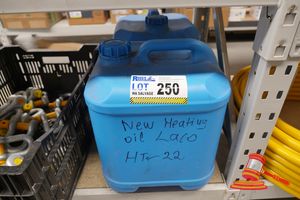 LOT
250
New Heating
oil Laco
HT-22